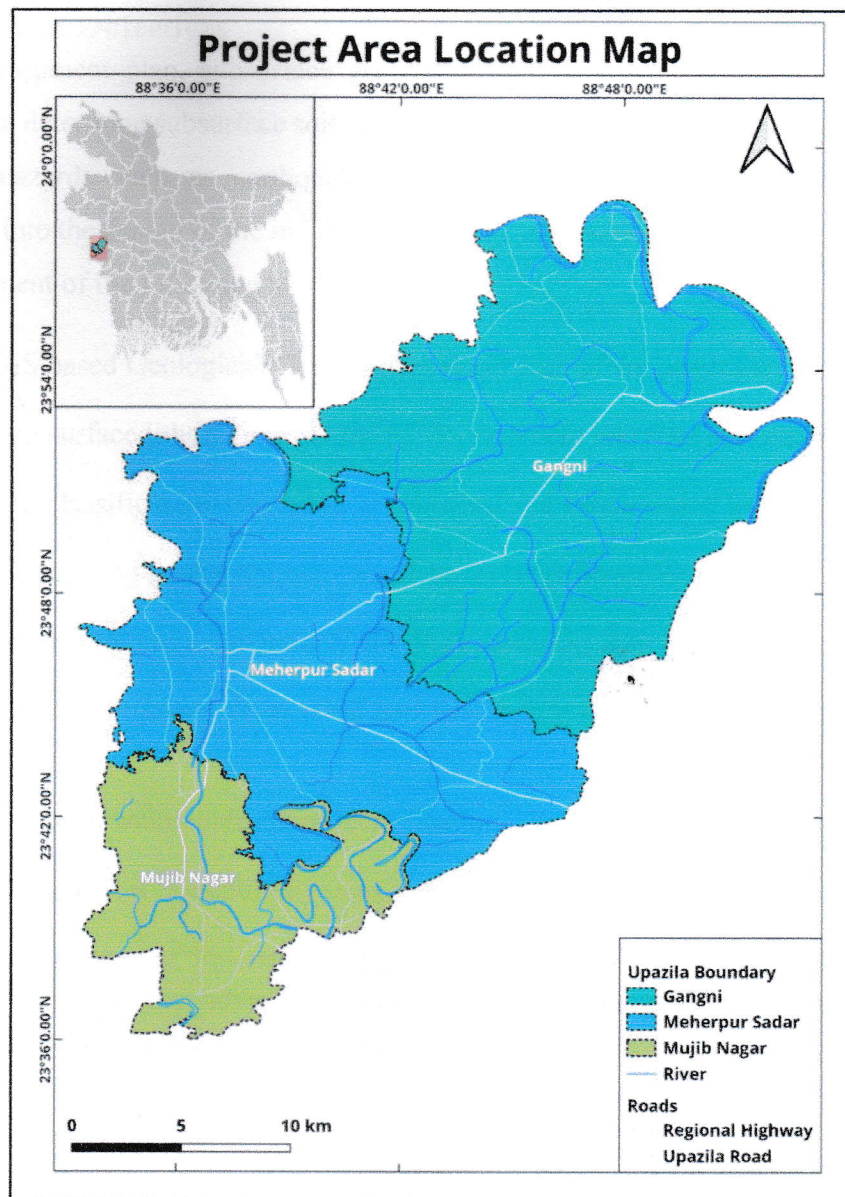 Project Area Location Map
88°36'0.00"E
88°42'0.00"E
88°48'0.00"E
24°0'0.00"N
23°54'0.00"N
23°48'0.00"N
23°42'0.00"N
23°36'0.00"N
Gangni
Meherpur Sadar
Mujib Nagar
Upazila Boundary
Gangni
Meherpur Sadar
Mujib Nagar
River
Roads
Regional Highway
Upazila Road
0 5 10 km